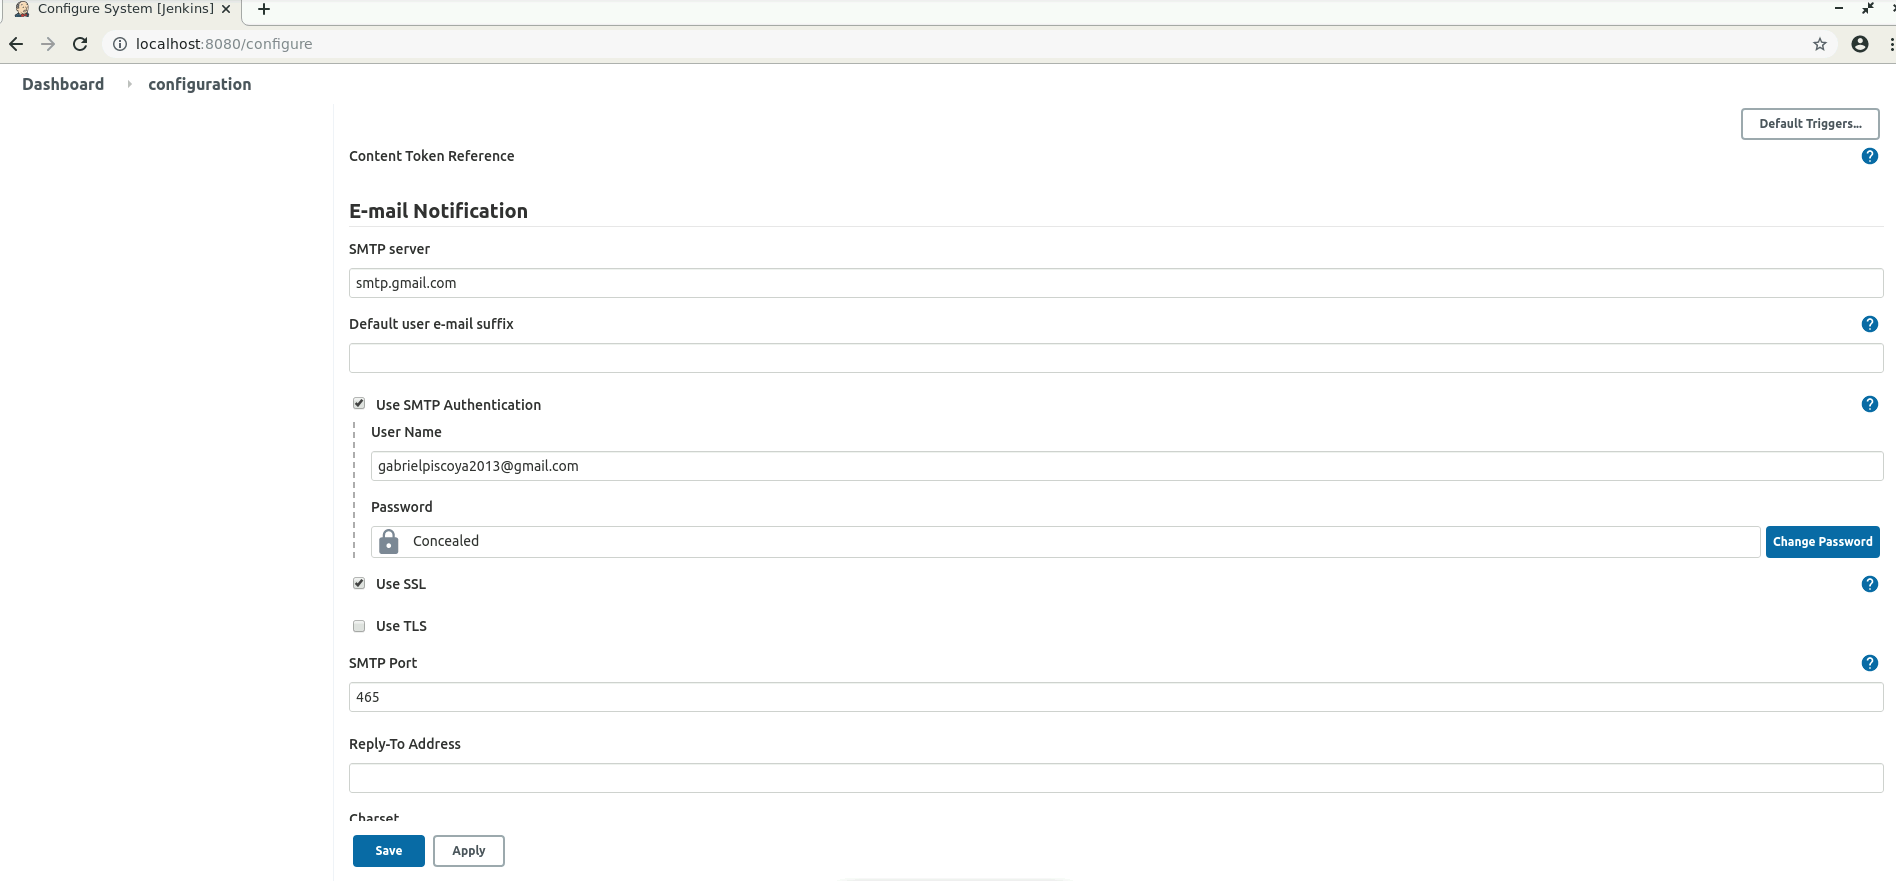 Configure System [Jenkins]
localhost:8080/configure
Dashboard configuration
Default Triggers...
Content Token Reference
E-mail Notification
SMTP server
smtp.gmail.com
Default user e-mail suffix
Use SMTP Authentication
User Name
gabrielpiscoya2013@gmail.com
Password
Concealed
Change Password
Use SSL
Use TLS
SMTP Port
465
Reply-To Address
Charset
Save Apply